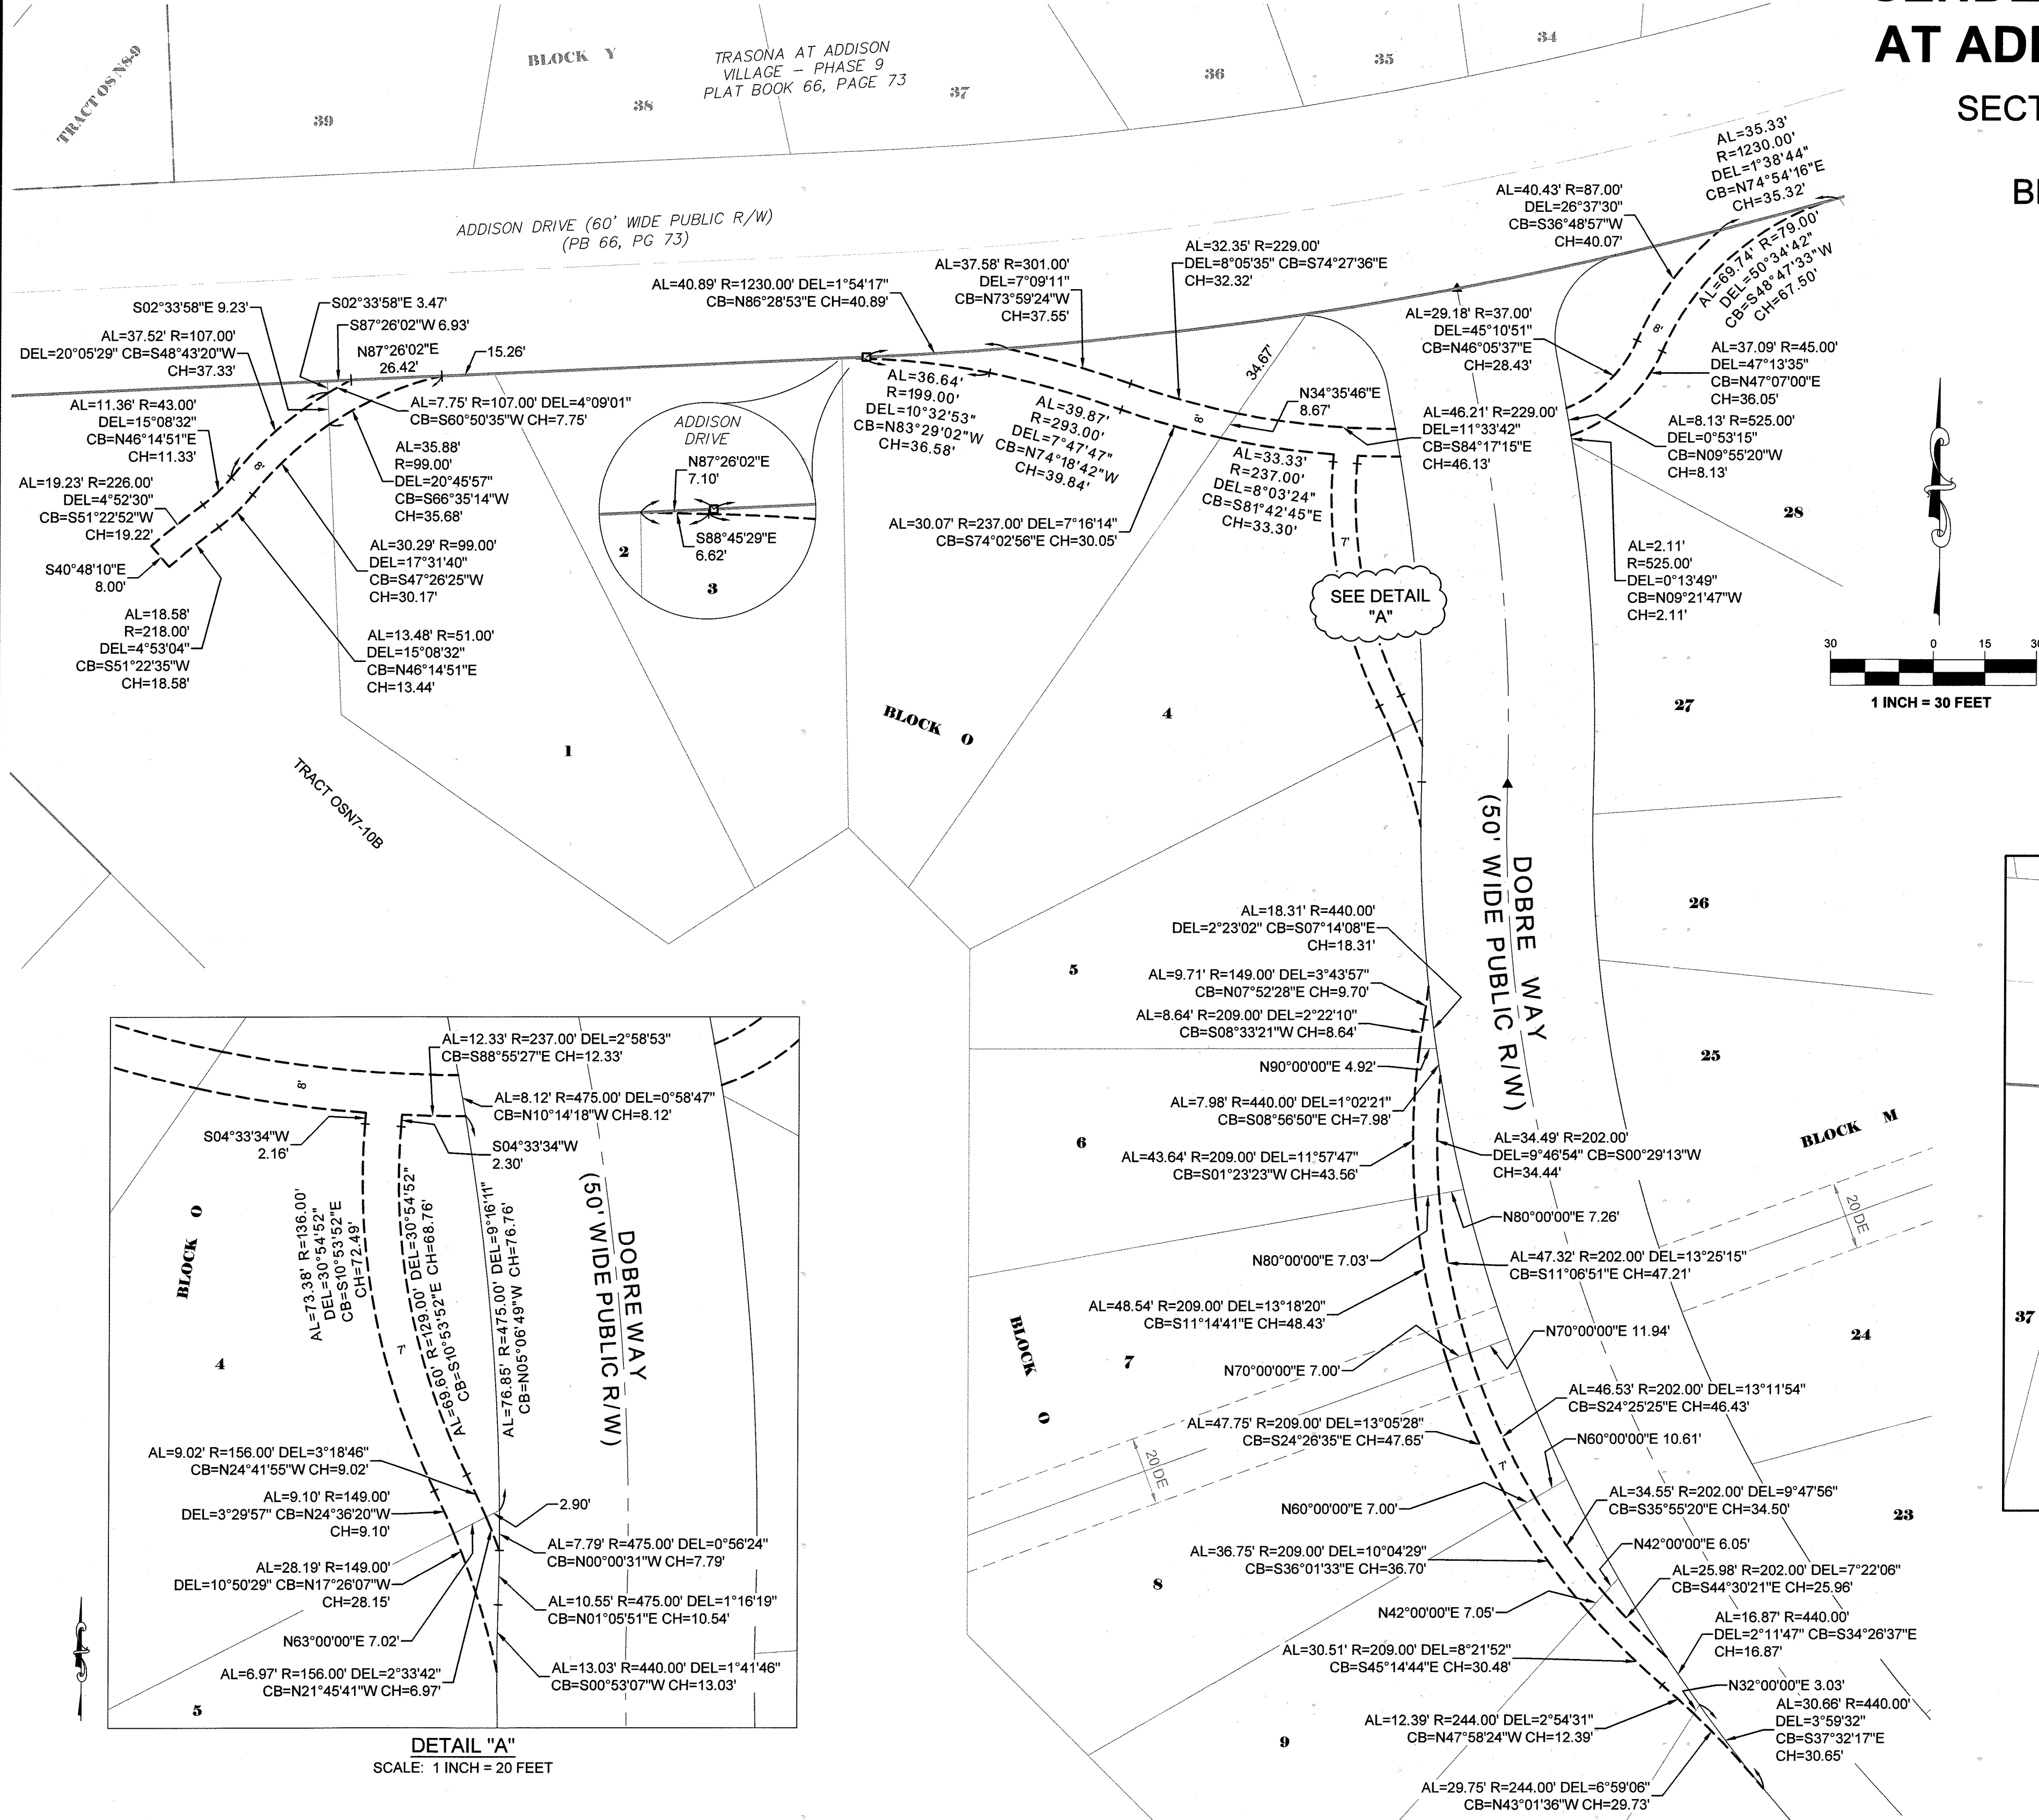 AT ADI
SECT
TRACT OS N8-9
BLOCK Y
TRASONA AT ADDISON
VILLAGE – PHASE 9
PLAT BOOK 66, PAGE 73
39
38
37
36
35
34
ADDISON DRIVE (60' WIDE PUBLIC R/W)
(PB 66, PG 73)
S02°33'58"E 9.23'
S02°33'58"E 3.47'
S87°26'02"W 6.93'
AL=37.52' R=107.00'
DEL=20°05'29" CB=S48°43'20"W
CH=37.33'
N87°26'02"E
26.42'
15.26'
AL=11.36' R=43.00'
DEL=15°08'32"
CB=N46°14'51"E
CH=11.33'
AL=19.23' R=226.00'
DEL=4°52'30"
CB=S51°22'52"W
CH=19.22'
S40°48'10"E
8.00'
AL=18.58'
R=218.00'
DEL=4°53'04"
CB=S51°22'35"W
CH=18.58'
8'
AL=7.75' R=107.00' DEL=4°09'01"
CB=S60°50'35"W CH=7.75'
AL=35.88'
R=99.00'
DEL=20°45'57"
CB=S66°35'14"W
CH=35.68'
AL=30.29' R=99.00'
DEL=17°31'40"
CB=S47°26'25"W
CH=30.17'
AL=13.48' R=51.00'
DEL=15°08'32"
CB=N46°14'51"E
CH=13.44'
AL=40.89' R=1230.00' DEL=1°54'17"
CB=N86°28'53"E CH=40.89'
AL=37.58' R=301.00'
DEL=7°09'11"
CB=N73°59'24"W
CH=37.55'
AL=32.35' R=229.00'
DEL=8°05'35" CB=S74°27'36"E
CH=32.32'
ADDISON
DRIVE
N87°26'02"E
7.10'
S88°45'29"E
6.62'
2
3
AL=36.64'
R=199.00'
DEL=10°32'53"
CB=N83°29'02"W
CH=36.58'
AL=39.87'
R=293.00'
DEL=7°47'47"
CB=N74°18'42"W
CH=39.84'
AL=30.07' R=237.00' DEL=7°16'14"
CB=S74°02'56"E CH=30.05'
AL=33.33'
R=237.00'
DEL=8°03'24"
CB=S81°42'45"E
CH=33.30'
34.67'
8'
N34°35'46"E
8.67'
7'
SEE DETAIL
"A"
AL=40.43' R=87.00'
DEL=26°37'30"
CB=S36°48'57"W
CH=40.07'
AL=35.33'
R=1230.00'
DEL=1°38'44"
CB=N74°54'16"E
CH=35.32'
AL=69.74' R=79.00'
DEL=50°34'42"
CB=S48°47'33"W
CH=67.50'
8'
AL=29.18' R=37.00'
DEL=45°10'51"
CB=N46°05'37"E
CH=28.43'
AL=46.21' R=229.00'
DEL=11°33'42"
CB=S84°17'15"E
CH=46.13'
AL=37.09' R=45.00'
DEL=47°13'35"
CB=N47°07'00"E
CH=36.05'
AL=8.13' R=525.00'
DEL=0°53'15"
CB=N09°55'20"W
CH=8.13'
AL=2.11'
R=525.00'
DEL=0°13'49"
CB=N09°21'47"W
CH=2.11'
28
27
30
0
15
30
1 INCH = 30 FEET
1
4
BLOCK O
TRACT OSN7-10B
DOBRE WAY
(50' WIDE PUBLIC R/W)
26
25
BLOCK M
24
23
37
5
6
BLOCK O
7
8
9
AL=18.31' R=440.00'
DEL=2°23'02" CB=S07°14'08"E
CH=18.31'
AL=9.71' R=149.00' DEL=3°43'57"
CB=N07°52'28"E CH=9.70'
AL=8.64' R=209.00' DEL=2°22'10"
CB=S08°33'21"W CH=8.64'
N90°00'00"E 4.92'
AL=7.98' R=440.00' DEL=1°02'21"
CB=S08°56'50"E CH=7.98'
AL=43.64' R=209.00' DEL=11°57'47"
CB=S01°23'23"W CH=43.56'
AL=34.49' R=202.00'
DEL=9°46'54" CB=S00°29'13"W
CH=34.44'
N80°00'00"E 7.26'
N80°00'00"E 7.03'
AL=47.32' R=202.00' DEL=13°25'15"
CB=S11°06'51"E CH=47.21'
AL=48.54' R=209.00' DEL=13°18'20"
CB=S11°14'41"E CH=48.43'
N70°00'00"E 11.94'
N70°00'00"E 7.00'
20'DE
20'DE
AL=46.53' R=202.00' DEL=13°11'54"
CB=S24°25'25"E CH=46.43'
AL=47.75' R=209.00' DEL=13°05'28"
CB=S24°26'35"E CH=47.65'
7'
N60°00'00"E 10.61'
N60°00'00"E 7.00'
AL=34.55' R=202.00' DEL=9°47'56"
CB=S35°55'20"E CH=34.50'
N42°00'00"E 6.05'
AL=36.75' R=209.00' DEL=10°04'29"
CB=S36°01'33"E CH=36.70'
AL=25.98' R=202.00' DEL=7°22'06"
CB=S44°30'21"E CH=25.96'
N42°00'00"E 7.05'
AL=16.87' R=440.00'
DEL=2°11'47" CB=S34°26'37"E
CH=16.87'
AL=30.51' R=209.00' DEL=8°21'52"
CB=S45°14'44"E CH=30.48'
N32°00'00"E 3.03'
AL=30.66' R=440.00'
DEL=3°59'32"
CB=S37°32'17"E
CH=30.65'
AL=12.39' R=244.00' DEL=2°54'31"
CB=N47°58'24"W CH=12.39'
AL=29.75' R=244.00' DEL=6°59'06"
CB=N43°01'36"W CH=29.73'
AL=12.33' R=237.00' DEL=2°58'53"
CB=S88°55'27"E CH=12.33'
8'
AL=8.12' R=475.00' DEL=0°58'47"
CB=N10°14'18"W CH=8.12'
S04°33'34"W
2.16'
S04°33'34"W
2.30'
BLOCK O
AL=73.38' R=136.00'
DEL=30°54'52"
CB=S10°53'52"E
CH=72.49'
AL=69.60' R=129.00' DEL=30°54'52"
CB=S10°53'52"E CH=68.76'
AL=76.85' R=475.00' DEL=9°16'11"
CB=N05°06'49"W CH=76.76'
DOBRE WAY
(50' WIDE PUBLIC R/W)
4
7'
AL=9.02' R=156.00' DEL=3°18'46"
CB=N24°41'55"W CH=9.02'
AL=9.10' R=149.00'
DEL=3°29'57" CB=N24°36'20"W
CH=9.10'
2.90'
AL=7.79' R=475.00' DEL=0°56'24"
CB=N00°00'31"W CH=7.79'
AL=28.19' R=149.00'
DEL=10°50'29" CB=N17°26'07"W
CH=28.15'
AL=10.55' R=475.00' DEL=1°16'19"
CB=N01°05'51"E CH=10.54'
N63°00'00"E 7.02'
AL=6.97' R=156.00' DEL=2°33'42"
CB=N21°45'41"W CH=6.97'
AL=13.03' R=440.00' DEL=1°41'46"
CB=S00°53'07"W CH=13.03'
5
DETAIL "A"
SCALE: 1 INCH = 20 FEET